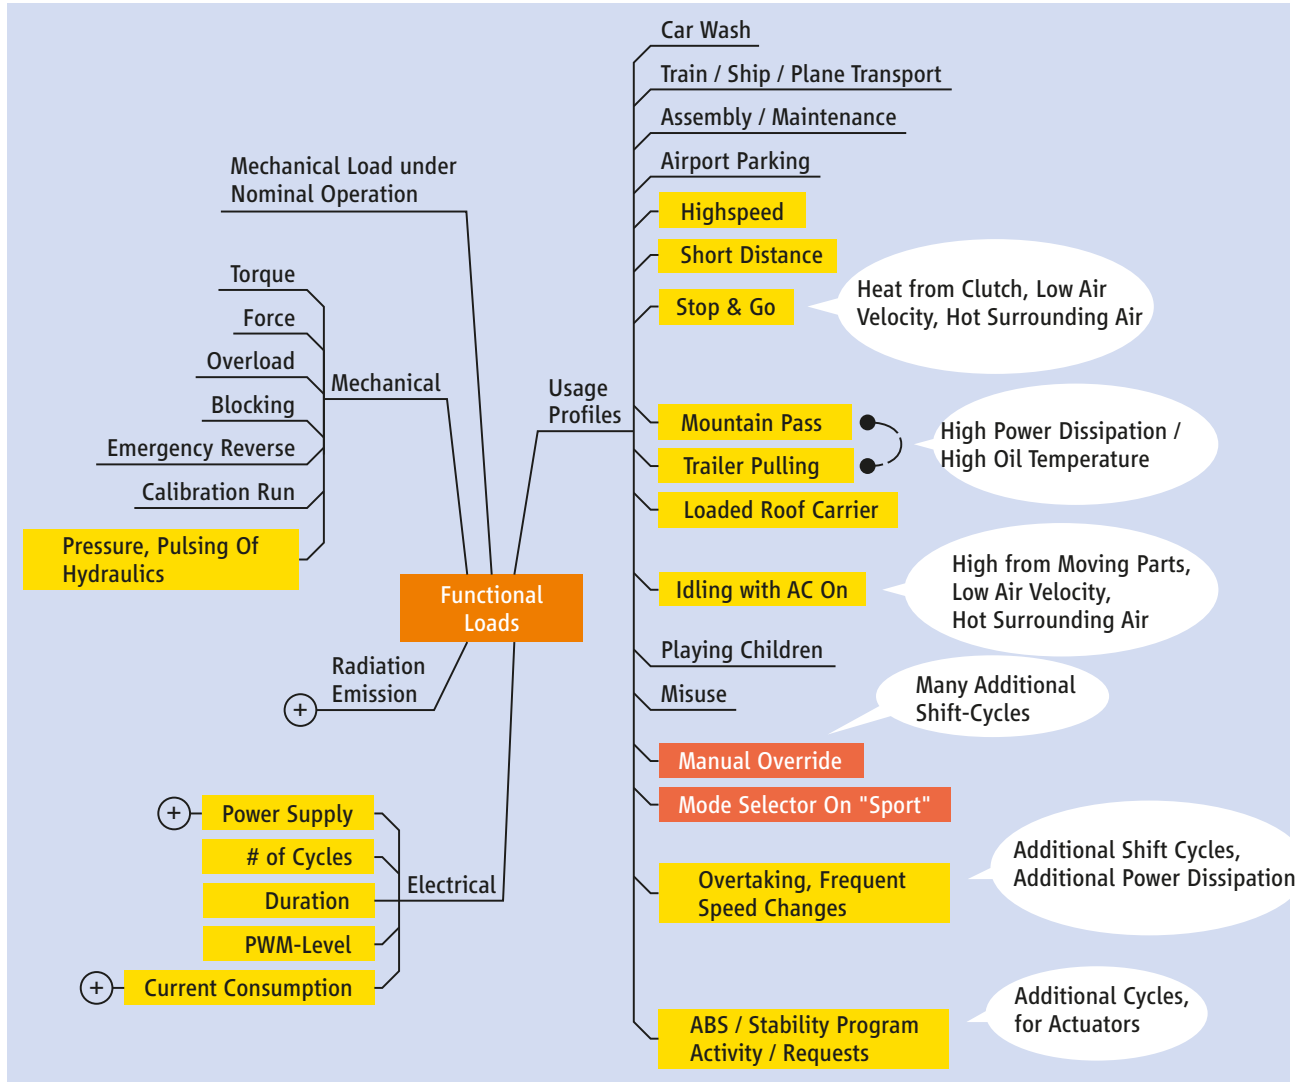 Mechanical Load under
Nominal Operation
Torque
Force
Overload
Blocking
Emergency Reverse
Calibration Run
Pressure, Pulsing Of
Hydraulics
Mechanical
Functional
Loads
Radiation
Emission
+
+
Power Supply
# of Cycles
Duration
PWM-Level
+
Current Consumption
Electrical
Usage
Profiles
Car Wash
Train / Ship / Plane Transport
Assembly / Maintenance
Airport Parking
Highspeed
Short Distance
Stop & Go
Heat from Clutch, Low Air
Velocity, Hot Surrounding Air
Mountain Pass
Trailer Pulling
High Power Dissipation /
High Oil Temperature
Loaded Roof Carrier
Idling with AC On
High from Moving Parts,
Low Air Velocity,
Hot Surrounding Air
Playing Children
Misuse
Many Additional
Shift-Cycles
Manual Override
Mode Selector On "Sport"
Overtaking, Frequent
Speed Changes
Additional Shift Cycles,
Additional Power Dissipation
ABS / Stability Program
Activity / Requests
Additional Cycles,
for Actuators